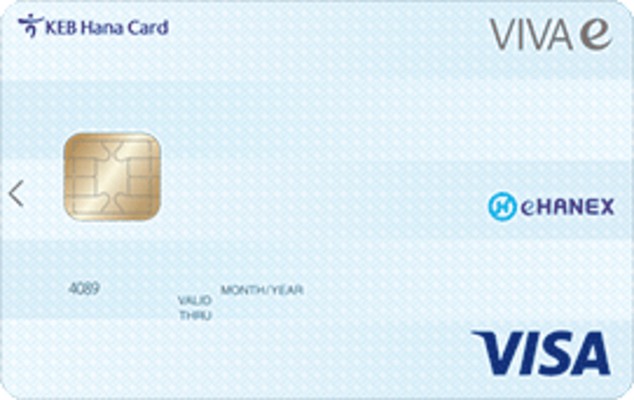 KEB Hana Card
VIVA e
eHANEX
4089
MONTH/YEAR
VALID
THRU
VISA